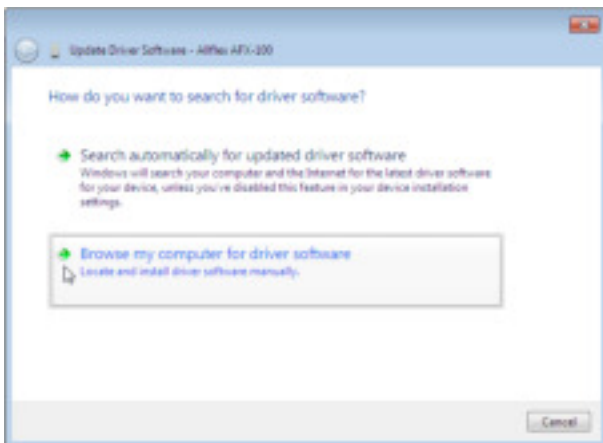 Update Driver Software - Allflex AFX-100
How do you want to search for driver software?
Search automatically for updated driver software
Windows will search your computer and the Internet for the latest driver software
for your device, unless you've disabled this feature in your device installation
settings.
Browse my computer for driver software
Locate and install driver software manually.
Cancel